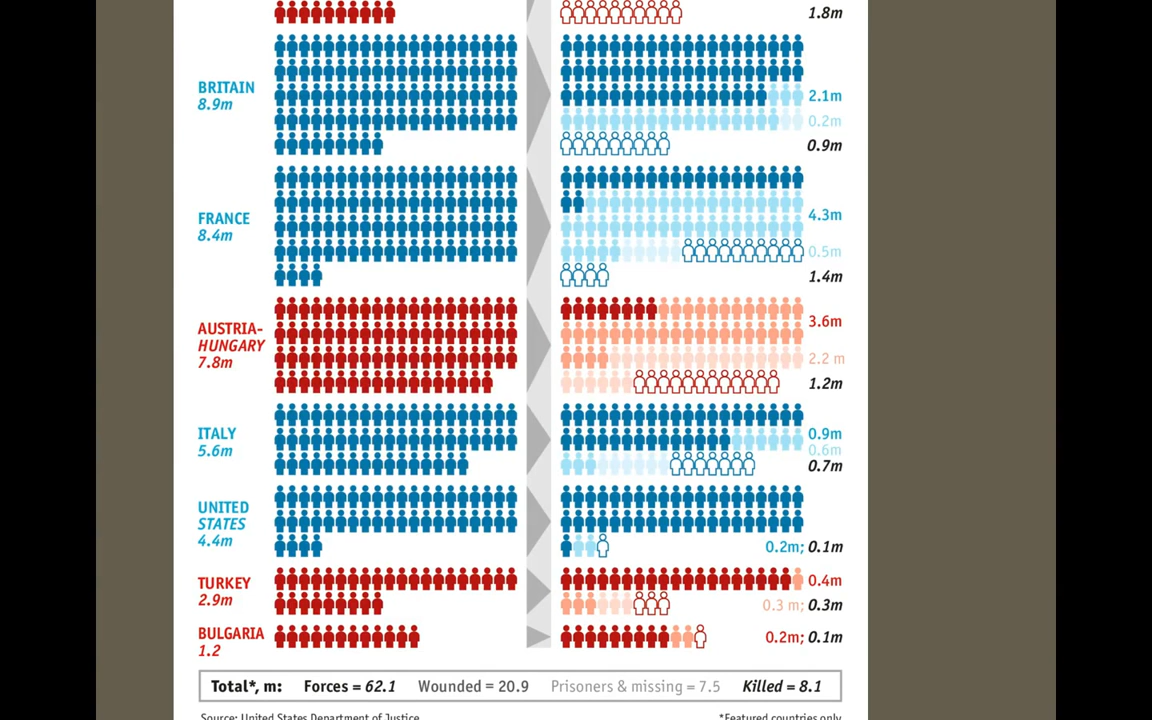 1.8m
BRITAIN
8.9m
2.1m
0.2m
0.9m
FRANCE
8.4m
4.3m
0.5m
1.4m
AUSTRIA-
HUNGARY
7.8m
3.6m
2.2 m
1.2m
ITALY
5.6m
0.9m
0.6m
0.7m
UNITED
STATES
4.4m
0.2m; 0.1m
TURKEY
2.9m
0.4m
0.3 m; 0.3m
BULGARIA
1.2
0.2m; 0.1m
Total*, m: Forces = 62.1 Wounded = 20.9 Prisoners & missing = 7.5 Killed = 8.1
Source: United States Department of Justice *Featured countries only